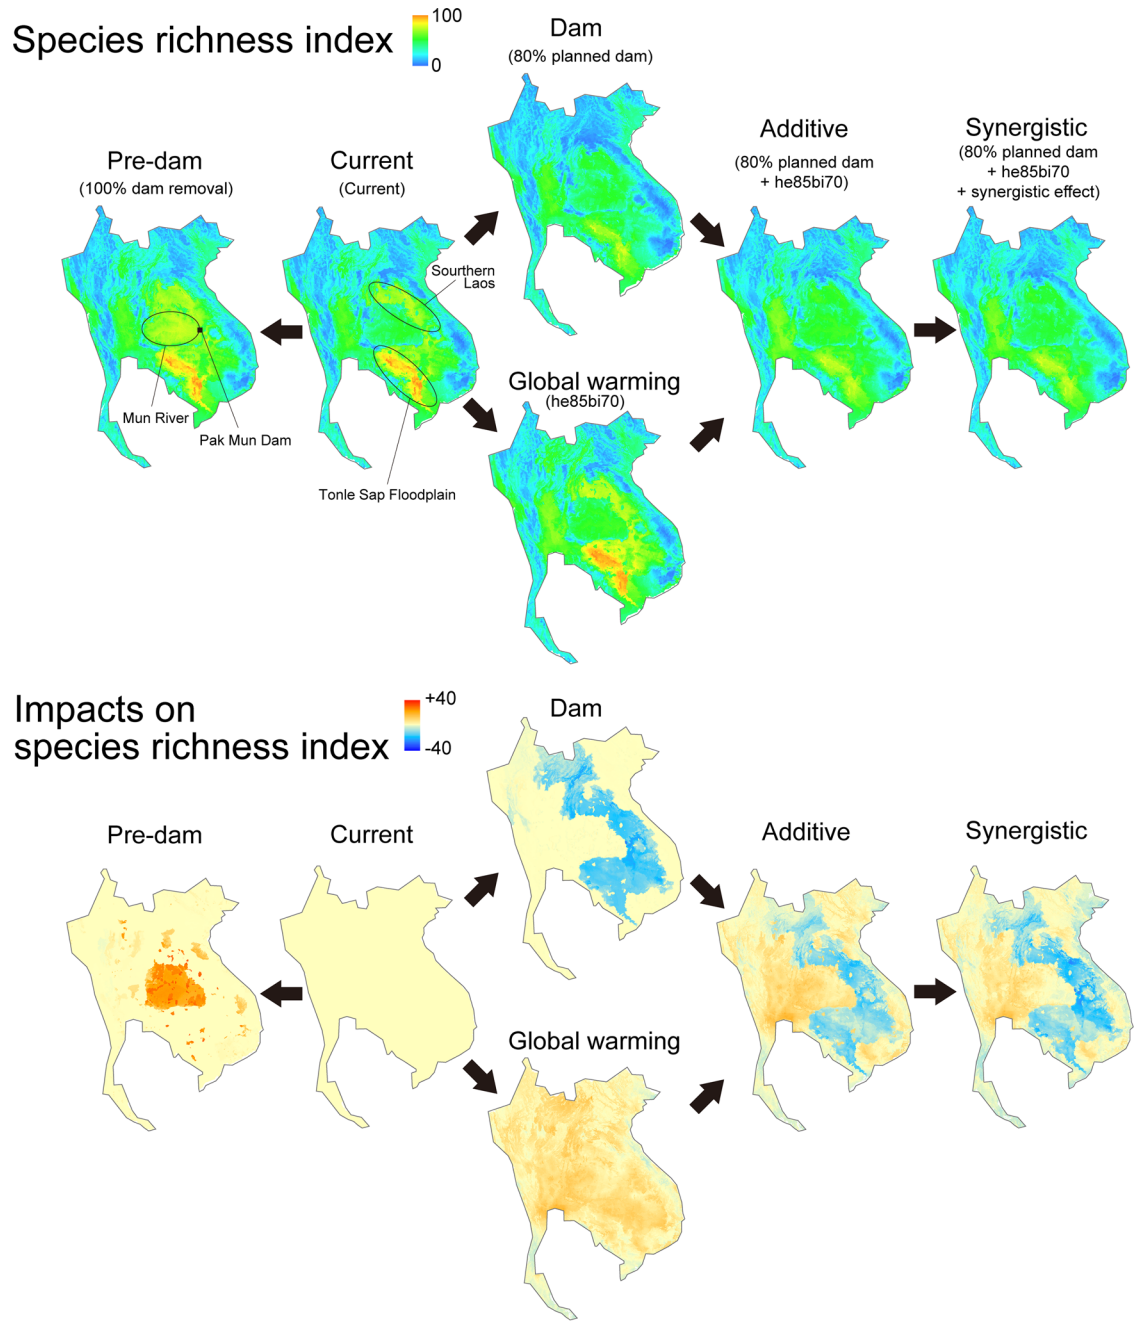 Species richness index
100
0
Dam
(80% planned dam)
Pre-dam
(100% dam removal)
Current
(Current)
Additive
(80% planned dam
+ he85bi70)
Synergistic
(80% planned dam
+ he85bi70
+ synergistic effect)
Sourthern
Laos
Mun River
Pak Mun Dam
Tonle Sap Floodplain
Global warming
(he85bi70)
Impacts on
species richness index
+40
-40
Dam
Pre-dam
Current
Additive
Synergistic
Global warming